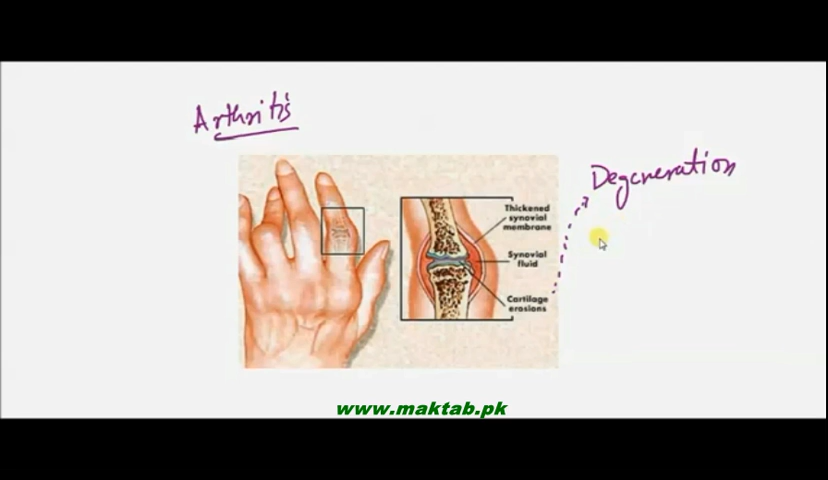 Arthritis
Degeneration
Thickened
synovial
membrane
Synovial
fluid
Cartilage
erosions
www.maktab.pk